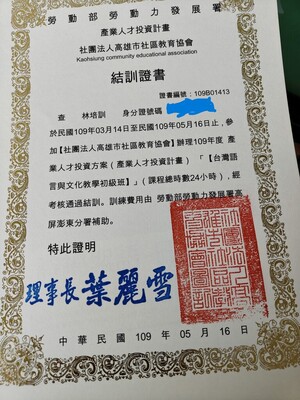 勞動部勞動力發展署
產業人才投資計畫
社團法人高雄市社區教育協會
Kaohsiung community educational association
結訓證書
證書編號：109B01413
查　林培訓　身分證號碼
於民國109年03月14日至民國109年05月16日止，參
加【社團法人高雄市社區教育協會】辦理109年度 產
業人才投資方案（產業人才投資計畫）「【台灣語
言與文化教學初級班】」（課程總時數24小時），經
考核通過結訓。訓練費用由 勞動部勞動力發展署高
屏澎東分署補助。
特此證明
理事長 葉麗雪
中華民國 109 年 05 月 16 日